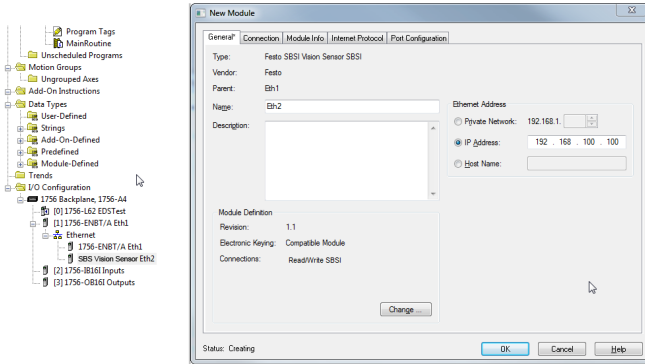 Program Tags
MainRoutine
Unscheduled Programs
Motion Groups
Ungrouped Axes
Add-On Instructions
Data Types
User-Defined
Strings
Add-On-Defined
Predefined
Module-Defined
Trends
I/O Configuration
1756 Backplane, 1756-A4
[0] 1756-L62 EDSTest
[1] 1756-ENBT/A Eth1
Ethernet
1756-ENBT/A Eth1
SBS Vision Sensor Eth2
[2] 1756-IB16I Inputs
[3] 1756-OB16I Outputs
New Module
General* Connection Module Info Internet Protocol Port Configuration
Type: Festo SBSI Vision Sensor SBSI
Vendor: Festo
Parent: Eth1
Name: Eth2
Description:
Ethernet Address
Private Network: 192.168.1.
IP Address: 192 . 168 . 100 . 100
Host Name:
Module Definition
Revision: 1.1
Electronic Keying: Compatible Module
Connections: Read/Write SBSI
Change ...
Status: Creating
OK Cancel Help